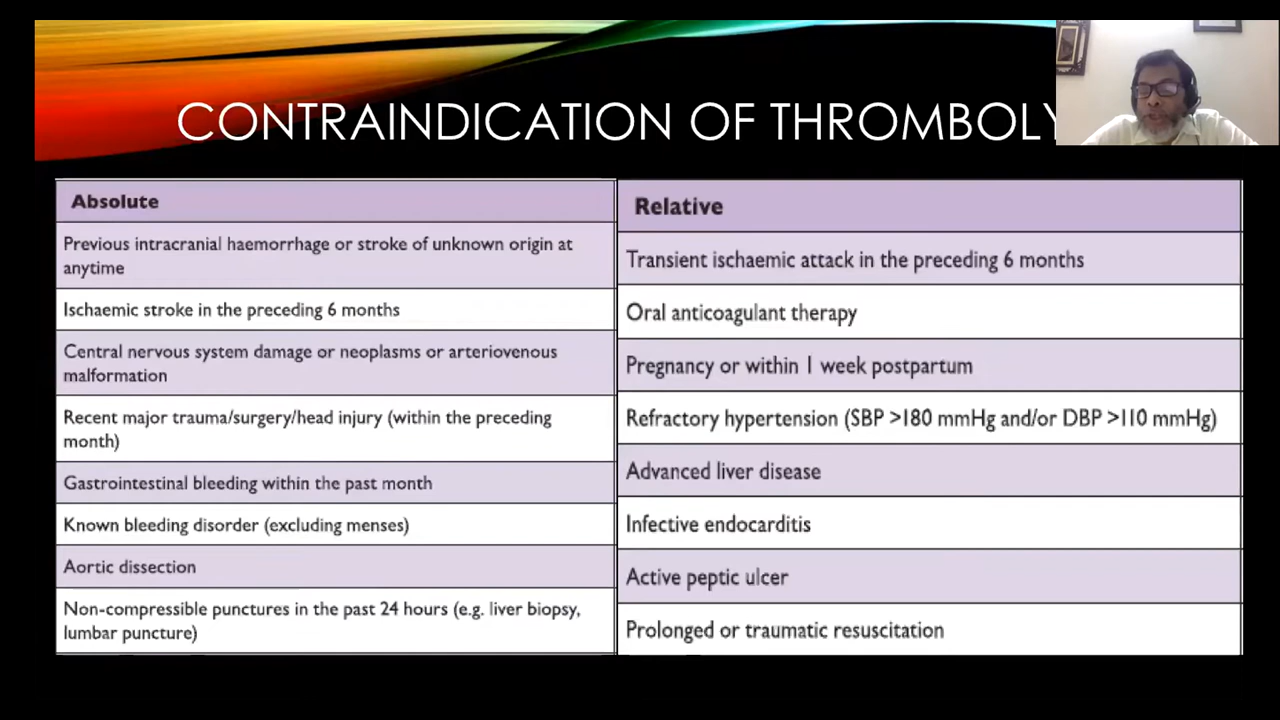 CONTRAINDICATION OF THROMBOLY
Absolute
Previous intracranial haemorrhage or stroke of unknown origin at
anytime
Ischaemic stroke in the preceding 6 months
Central nervous system damage or neoplasms or arteriovenous
malformation
Recent major trauma/surgery/head injury (within the preceding
month)
Gastrointestinal bleeding within the past month
Known bleeding disorder (excluding menses)
Aortic dissection
Non-compressible punctures in the past 24 hours (e.g. liver biopsy,
lumbar puncture)
Relative
Transient ischaemic attack in the preceding 6 months
Oral anticoagulant therapy
Pregnancy or within 1 week postpartum
Refractory hypertension (SBP >180 mmHg and/or DBP >110 mmHg)
Advanced liver disease
Infective endocarditis
Active peptic ulcer
Prolonged or traumatic resuscitation